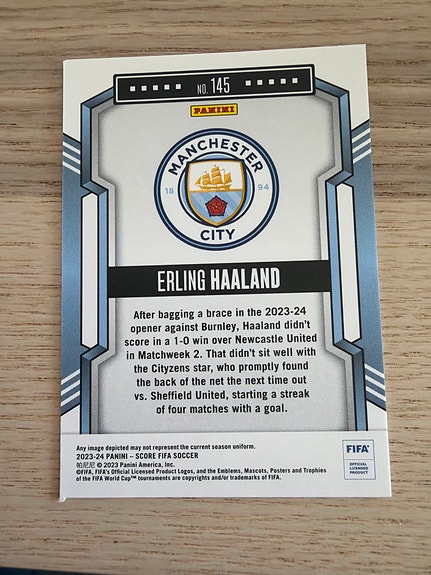 NO. 145
PANINI
MANCHESTER
18 94
CITY
ERLING HAALAND
After bagging a brace in the 2023-24
opener against Burnley, Haaland didn't
score in a 1-0 win over Newcastle United
in Matchweek 2. That didn't sit well with
the Cityzens star, who promptly found
the back of the net the next time out
vs. Sheffield United, starting a streak
of four matches with a goal.
Any image depicted may not represent the current season uniform.
2023-24 PANINI – SCORE FIFA SOCCER
帕尼尼 © 2023 Panini America, Inc.
©FIFA, FIFA's Official Licensed Product Logos, and the Emblems, Mascots, Posters and Trophies
of the FIFA World Cup™ tournaments are copyrights and/or trademarks of FIFA.
FIFA
OFFICIAL
LICENSED
PRODUCT